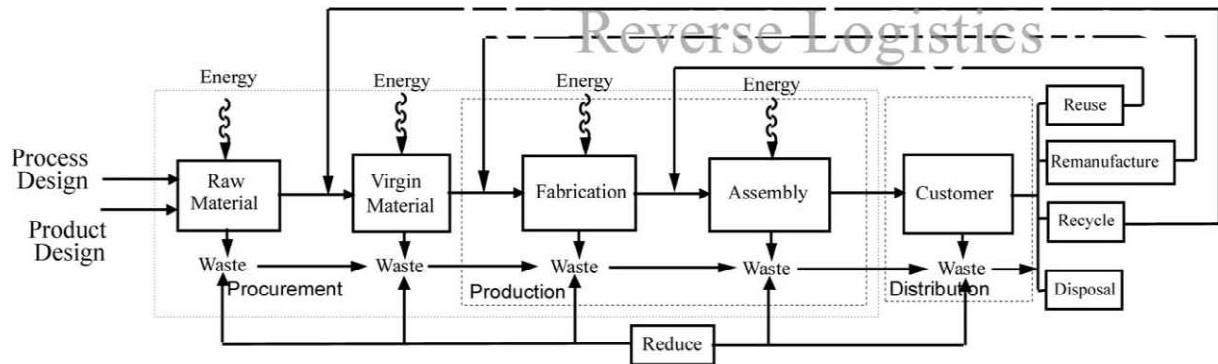 Reverse Logistics
Energy
Energy
Energy
Energy
Reuse
Process
Design
Raw
Material
Virgin
Material
Fabrication
Assembly
Customer
Remanufacture
Product
Design
Recycle
Waste
Waste
Waste
Waste
Waste
Procurement
Production
Distribution
Disposal
Reduce